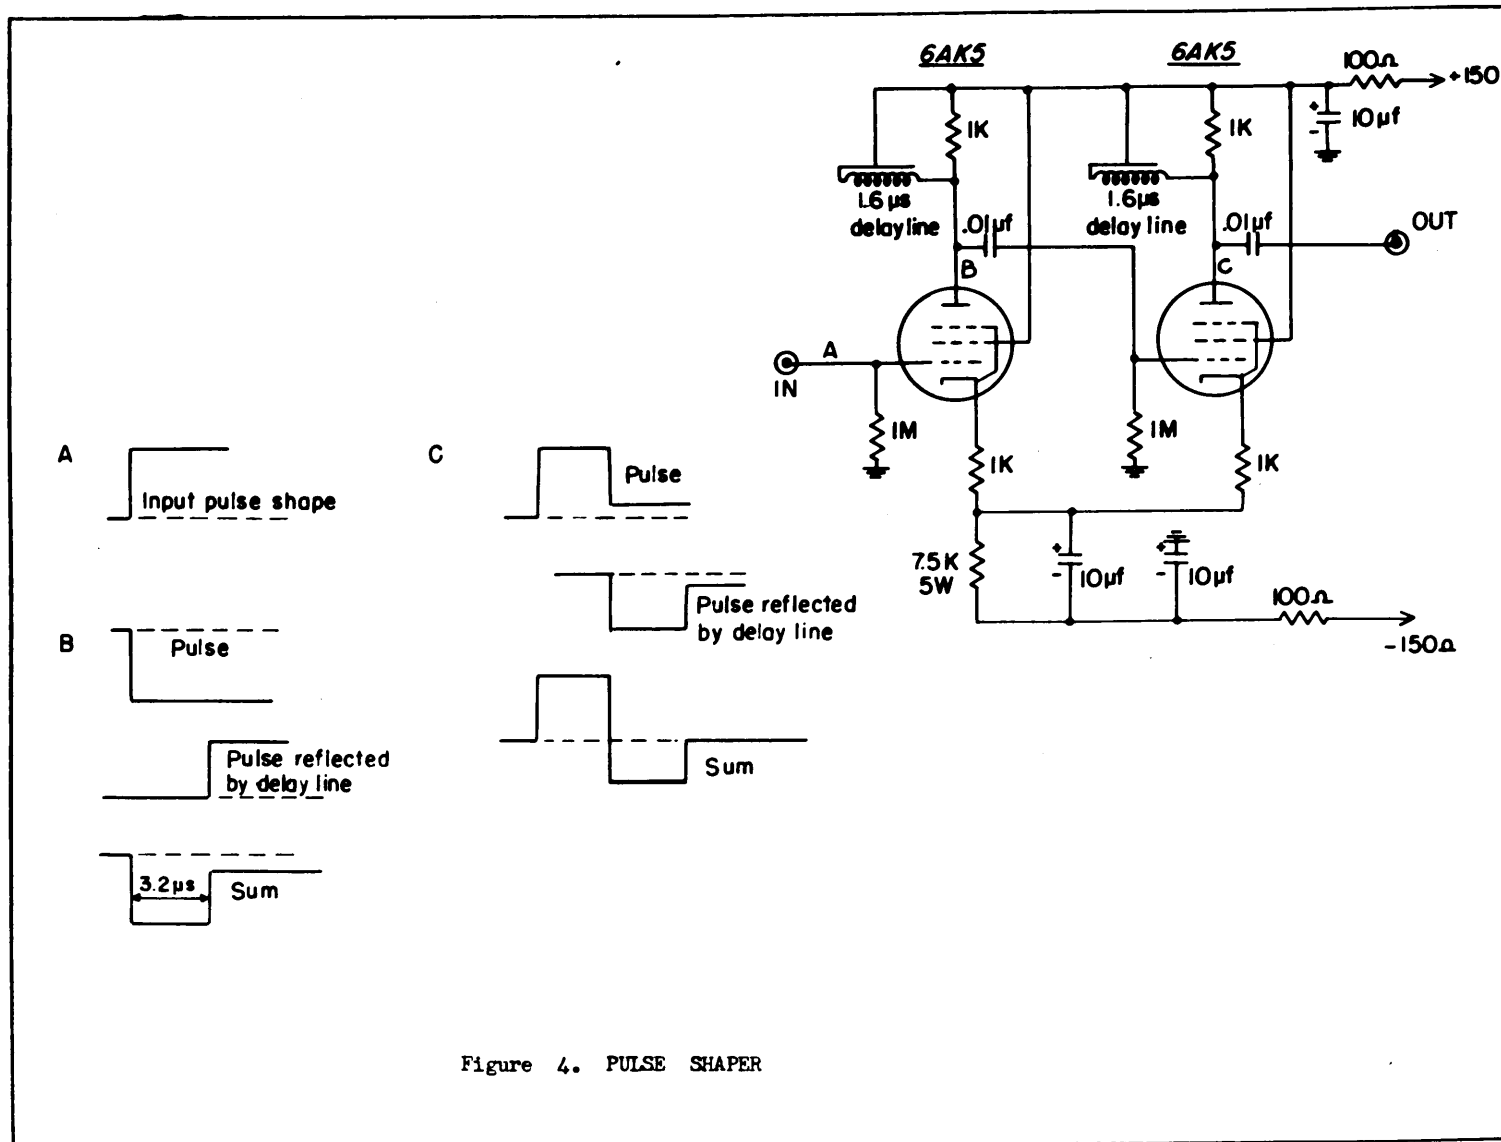 6AK5
6AK5
100Ω
+150
1K
1K
10µf
+
-
1.6µs
delay line
1.6µs
delay line
.01µf
.01µf
OUT
B
C
A
IN
1M
1M
1K
1K
7.5K
5W
+
-
10µf
+
-
10µf
100Ω
-150Ω
A
Input pulse shape
B
Pulse
Pulse reflected
by delay line
3.2µs
Sum
C
Pulse
Pulse reflected
by delay line
Sum
Figure 4. PULSE SHAPER